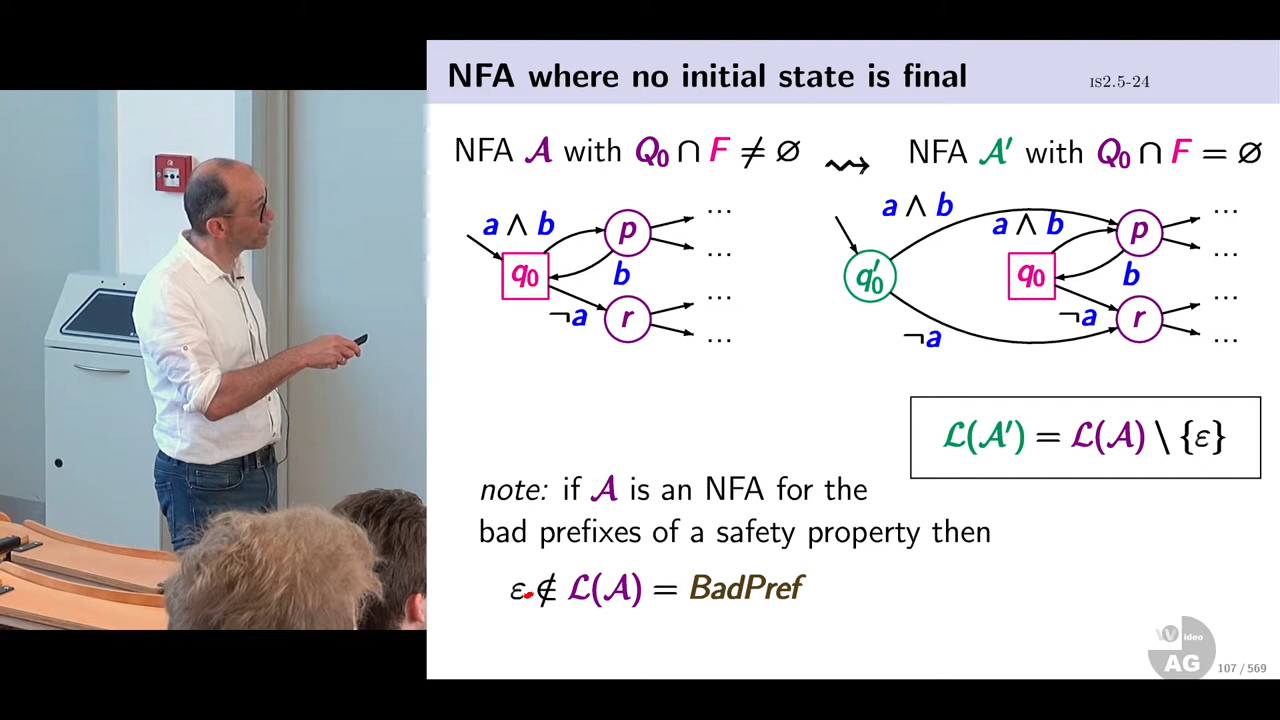 NFA where no initial state is final
IS2.5-24
NFA A with Q₀ ∩ F ≠ ∅ ⇝ NFA A′ with Q₀ ∩ F = ∅
a ∧ b
p
...
...
q₀
b
¬a
r
...
...
a ∧ b
a ∧ b
p
...
...
q₀′
q₀
b
¬a
¬a
r
...
...
L(A′) = L(A) \ {ε}
note: if A is an NFA for the
bad prefixes of a safety property then
ε ∉ L(A) = BadPref
Video
AG
107 / 569